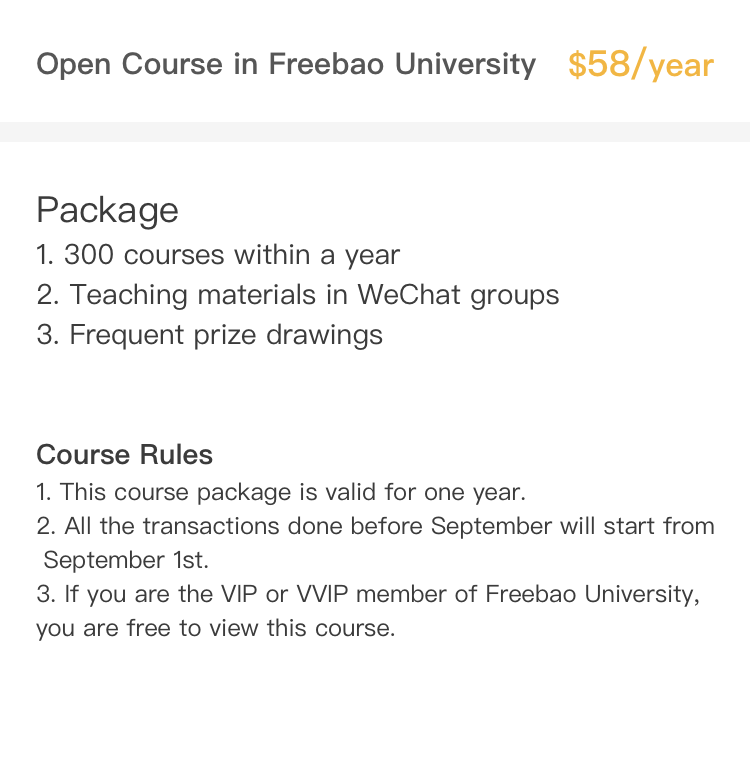 Open Course in Freebao University $58/year
Package
1. 300 courses within a year
2. Teaching materials in WeChat groups
3. Frequent prize drawings
Course Rules
1. This course package is valid for one year.
2. All the transactions done before September will start from
September 1st.
3. If you are the VIP or VVIP member of Freebao University,
you are free to view this course.